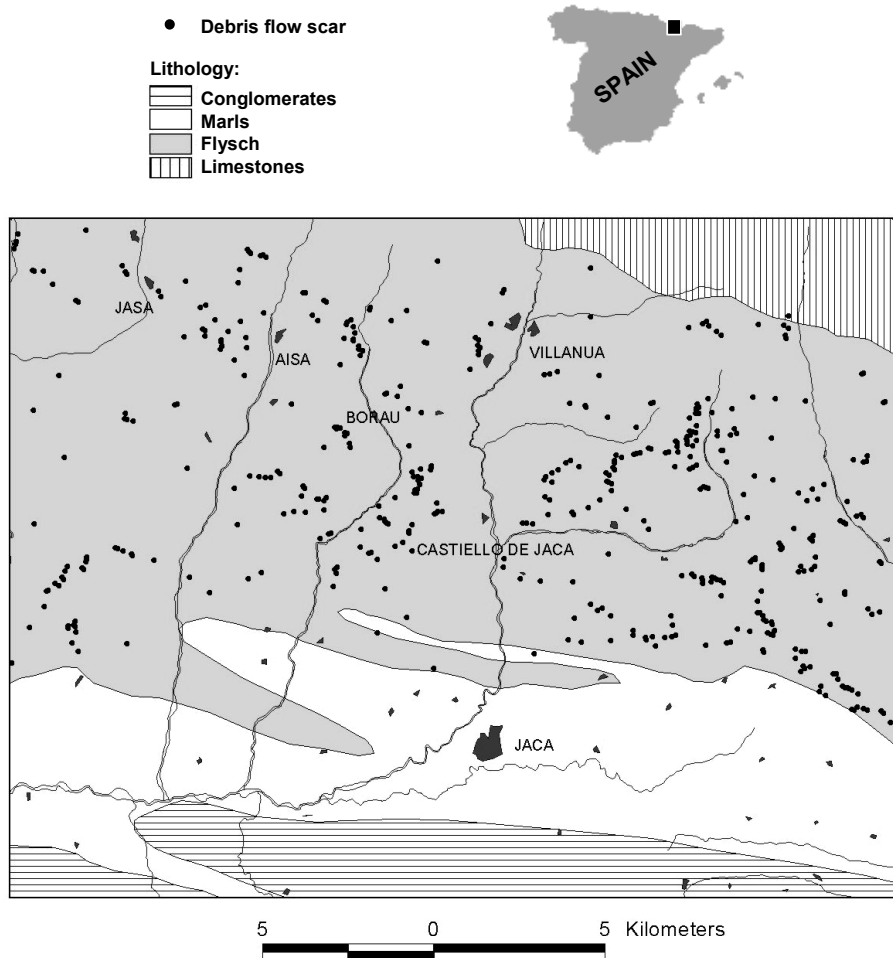 Debris flow scar
Lithology:
Conglomerates
Marls
Flysch
Limestones
SPAIN
JASA
AISA
VILLANUA
BORAU
CASTIELLO DE JACA
JACA
5 0 5 Kilometers